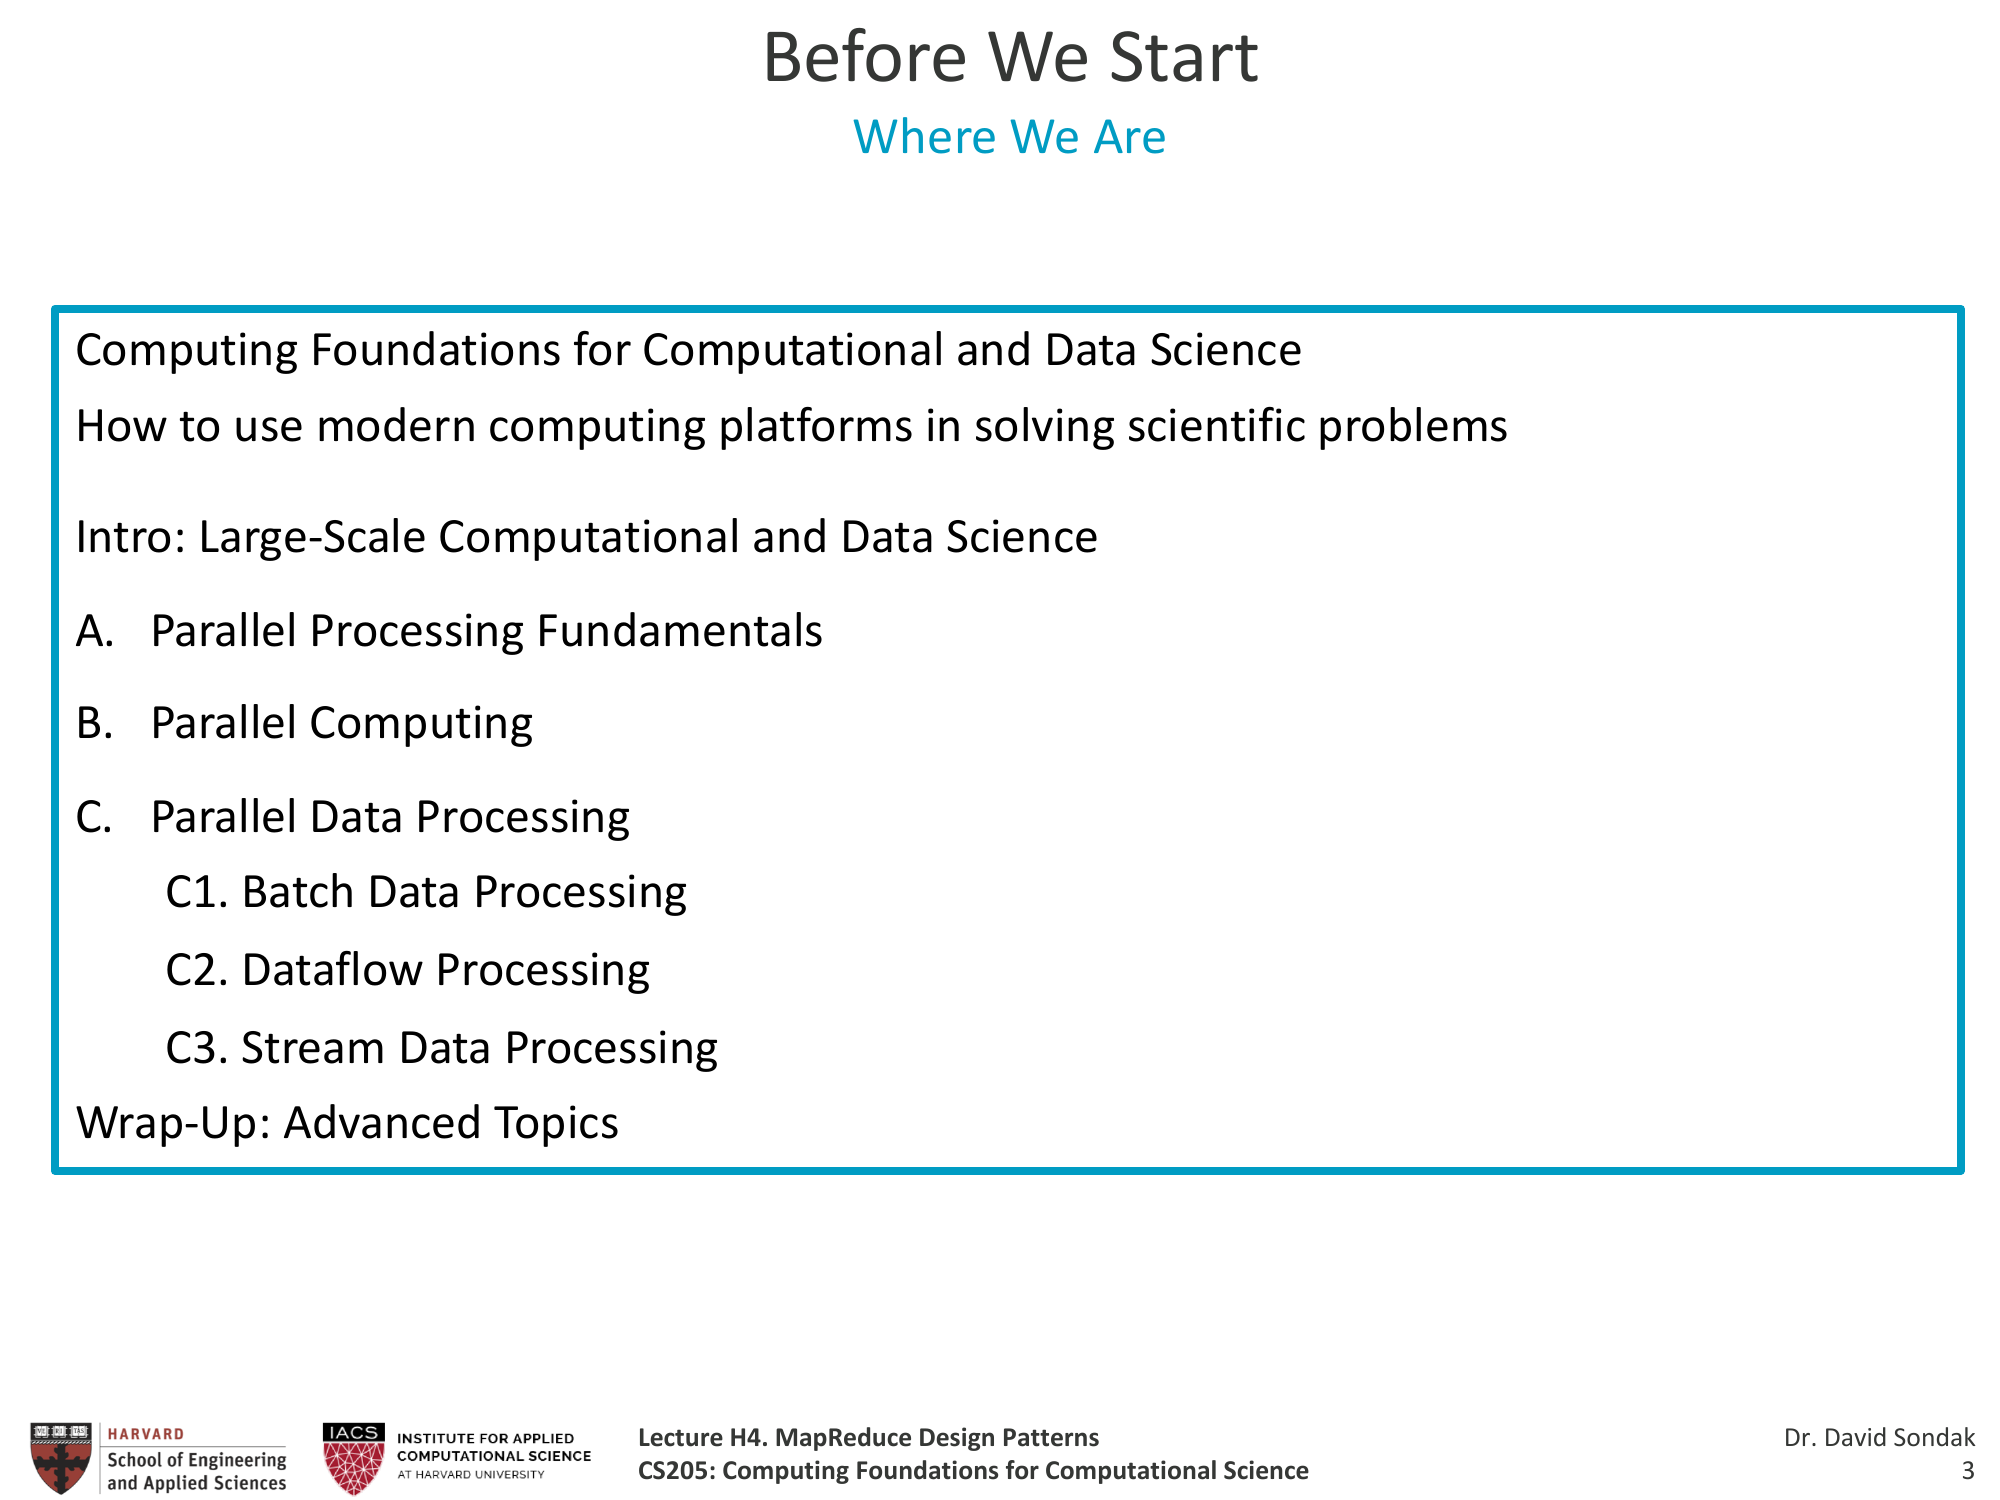 Before We Start
Where We Are
Computing Foundations for Computational and Data Science
How to use modern computing platforms in solving scientific problems
Intro: Large-Scale Computational and Data Science
A. Parallel Processing Fundamentals
B. Parallel Computing
C. Parallel Data Processing
C1. Batch Data Processing
C2. Dataflow Processing
C3. Stream Data Processing
Wrap-Up: Advanced Topics
HARVARD
School of Engineering
and Applied Sciences
IACS
INSTITUTE FOR APPLIED
COMPUTATIONAL SCIENCE
AT HARVARD UNIVERSITY
Lecture H4. MapReduce Design Patterns
CS205: Computing Foundations for Computational Science
Dr. David Sondak
3